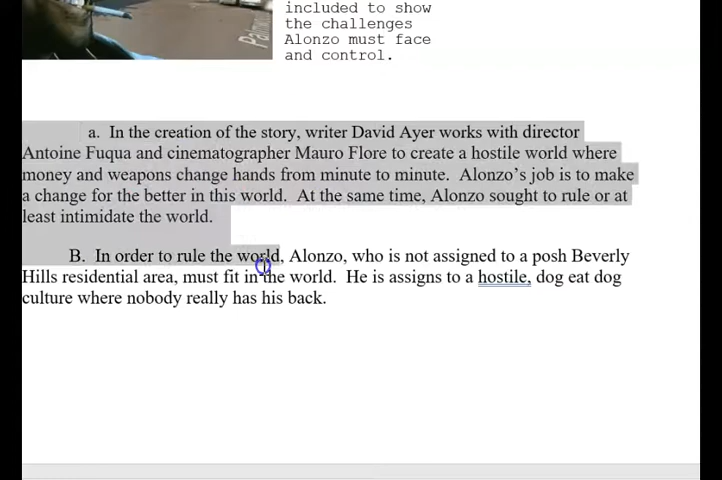 included to show
the challenges
Alonzo must face
and control.
a. In the creation of the story, writer David Ayer works with director
Antoine Fuqua and cinematographer Mauro Flore to create a hostile world where
money and weapons change hands from minute to minute. Alonzo’s job is to make
a change for the better in this world. At the same time, Alonzo sought to rule or at
least intimidate the world.
B. In order to rule the world, Alonzo, who is not assigned to a posh Beverly
Hills residential area, must fit in the world. He is assigns to a hostile, dog eat dog
culture where nobody really has his back.